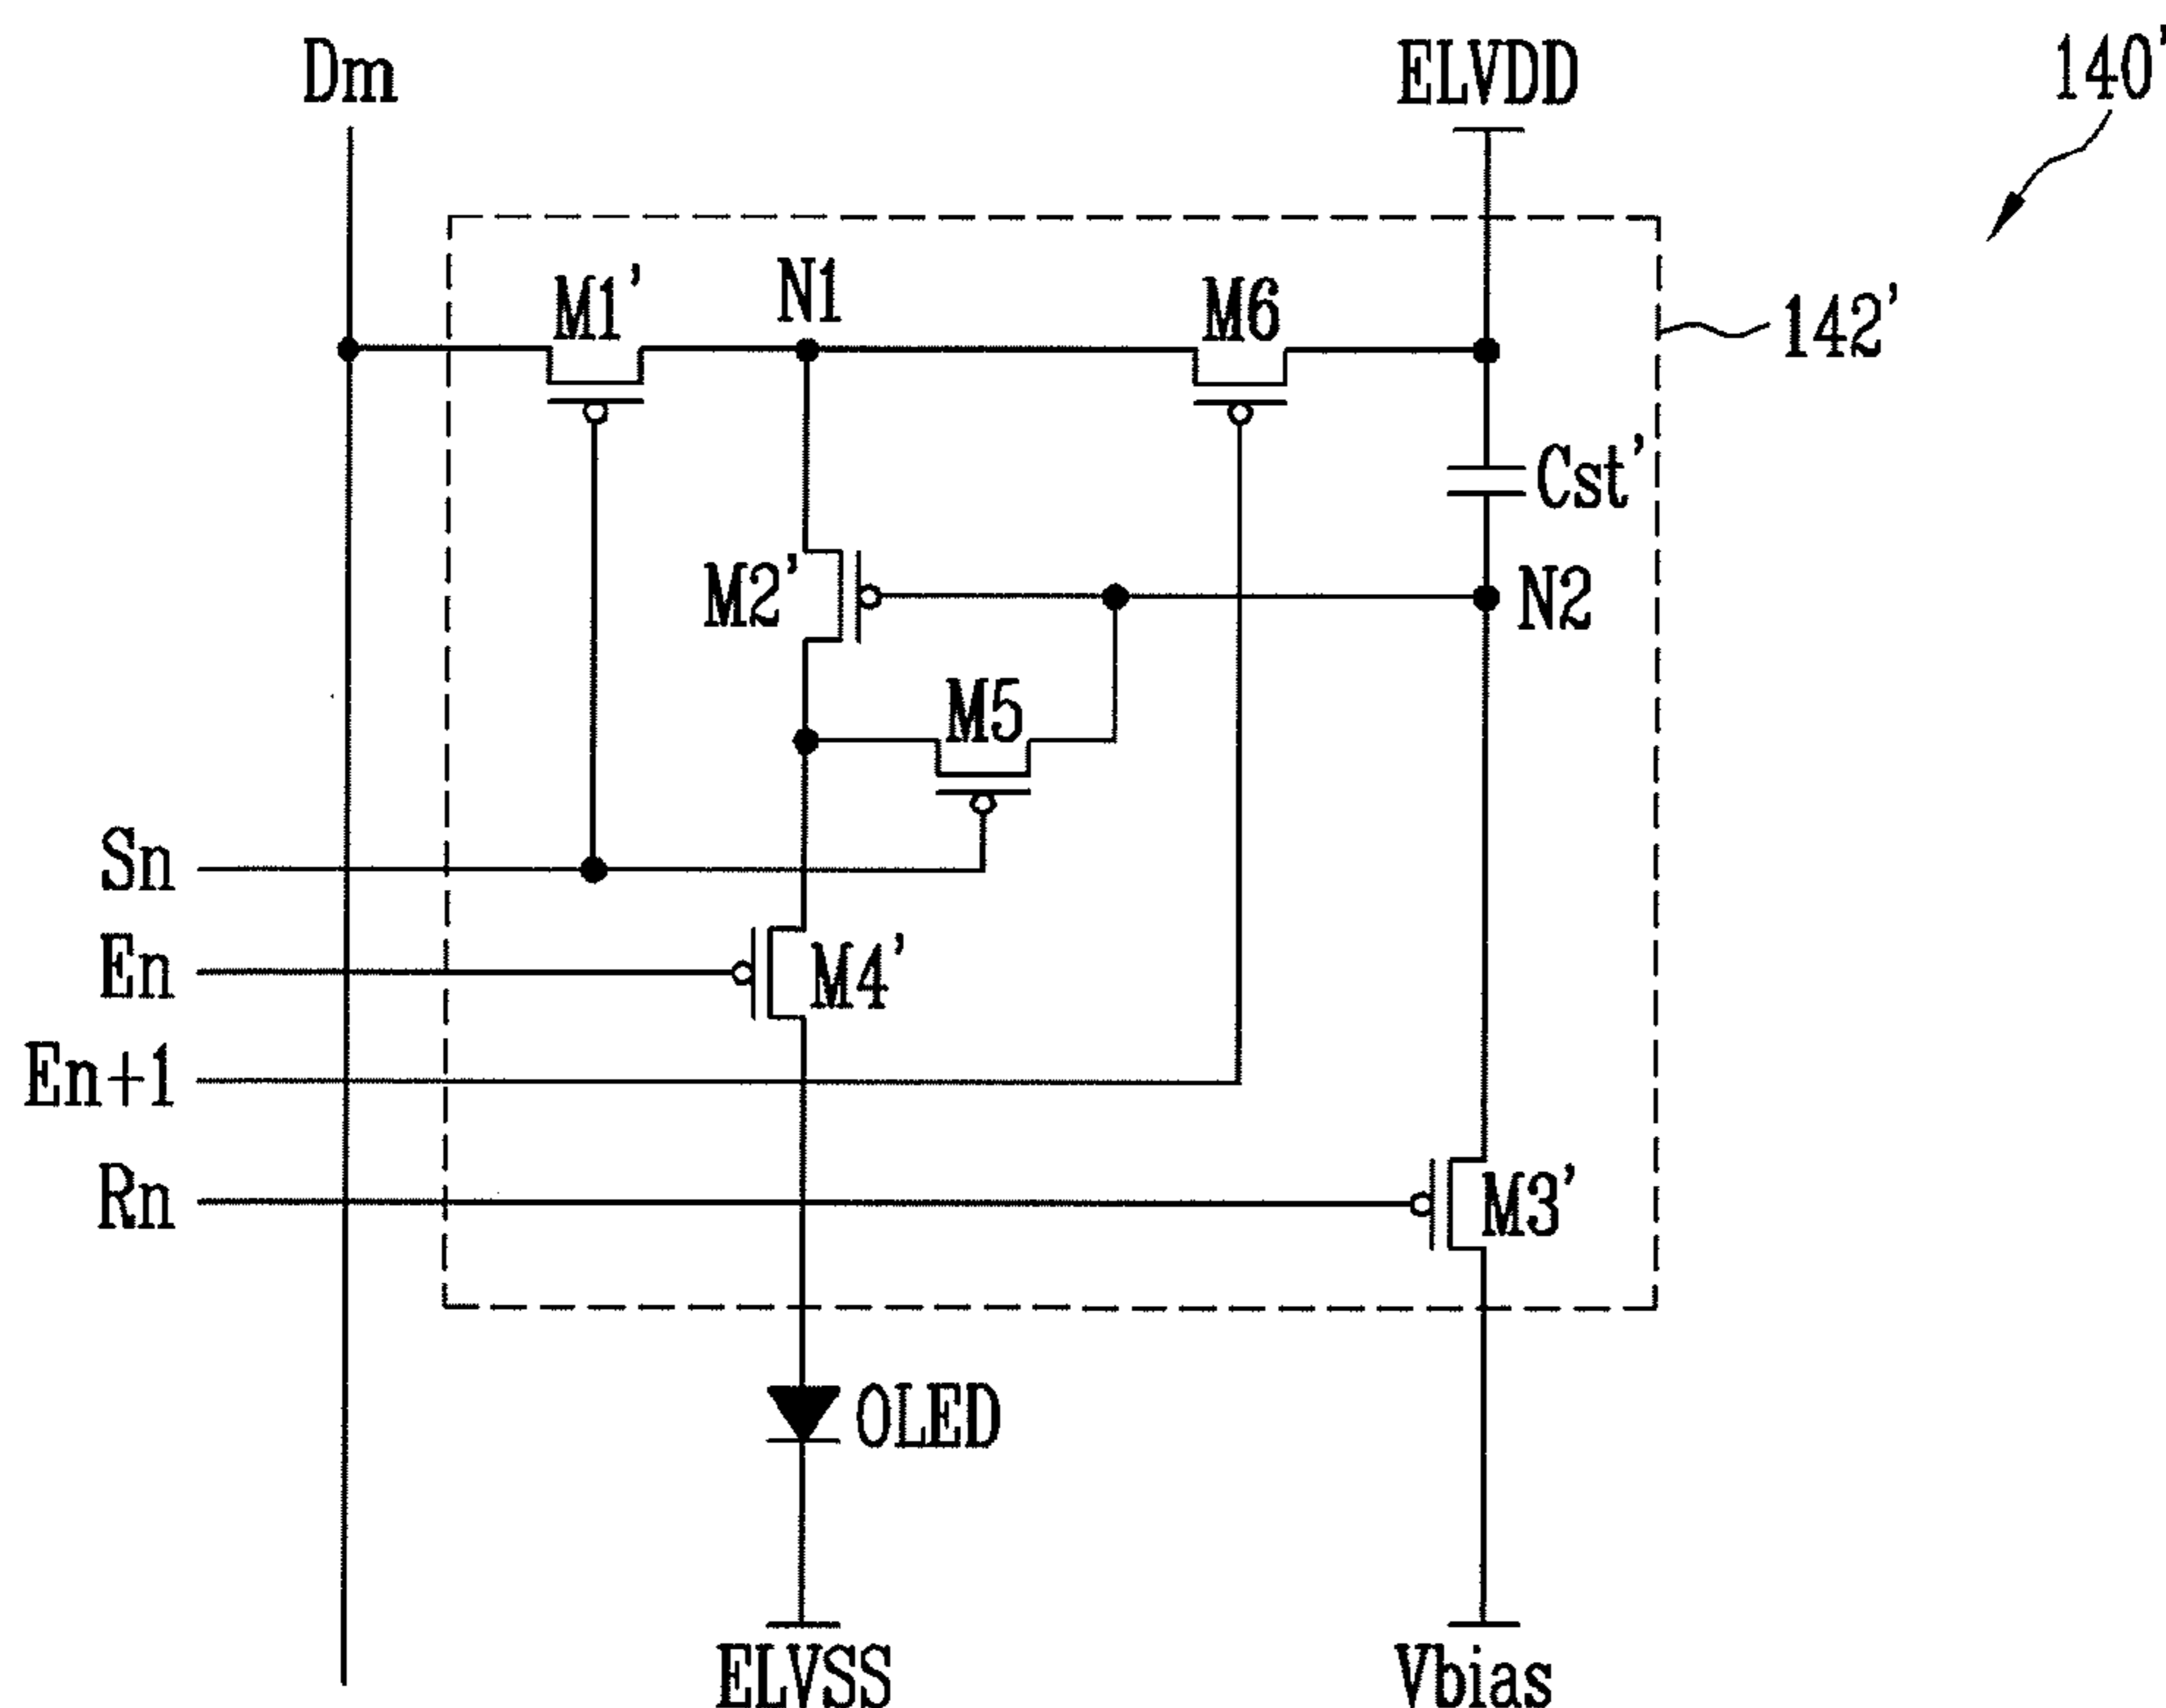 Dm
ELVDD
140'
M1'
N1
M6
142'
Cst'
M2'
N2
M5
Sn
En
M4'
En+1
Rn
M3'
OLED
ELVSS
Vbias